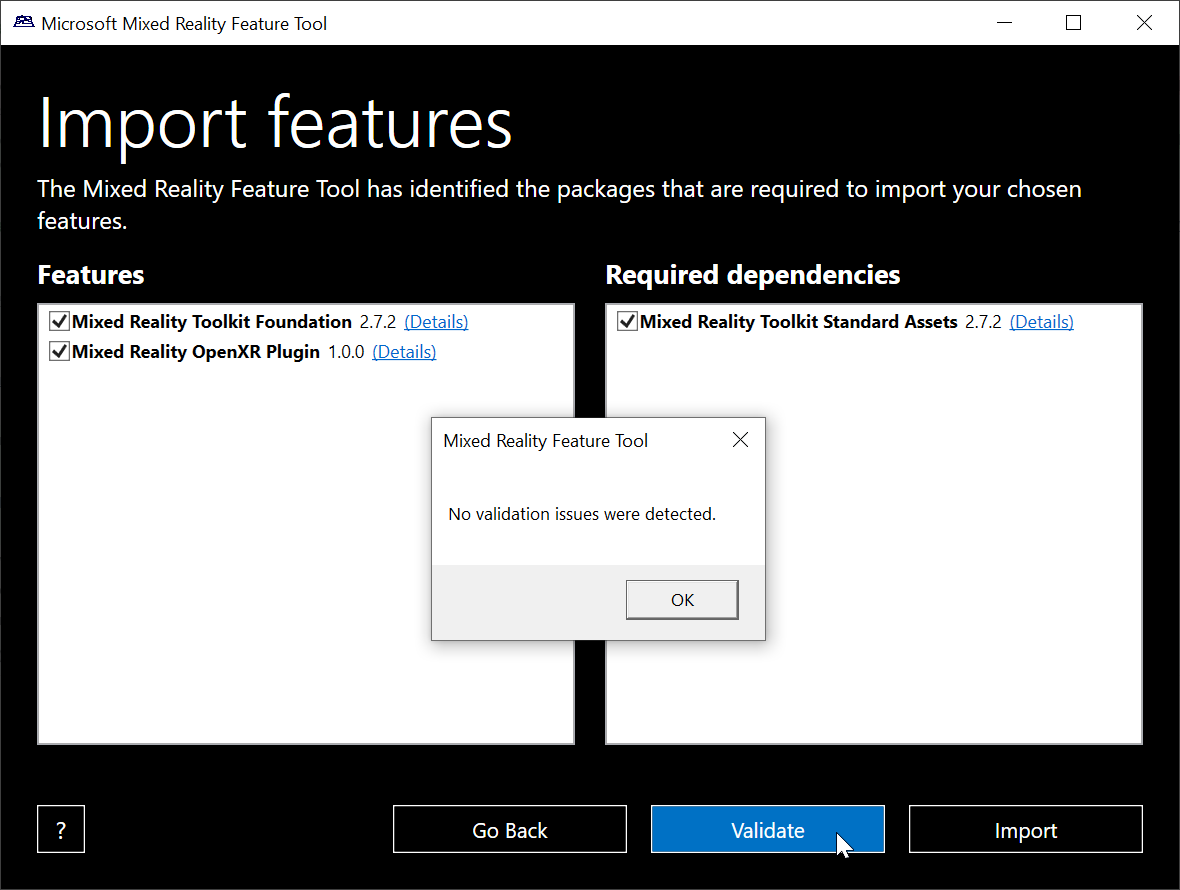 Microsoft Mixed Reality Feature Tool
Import features
The Mixed Reality Feature Tool has identified the packages that are required to import your chosen
features.
Features
Mixed Reality Toolkit Foundation 2.7.2 (Details)
Mixed Reality OpenXR Plugin 1.0.0 (Details)
Required dependencies
Mixed Reality Toolkit Standard Assets 2.7.2 (Details)
Mixed Reality Feature Tool
No validation issues were detected.
OK
?
Go Back
Validate
Import